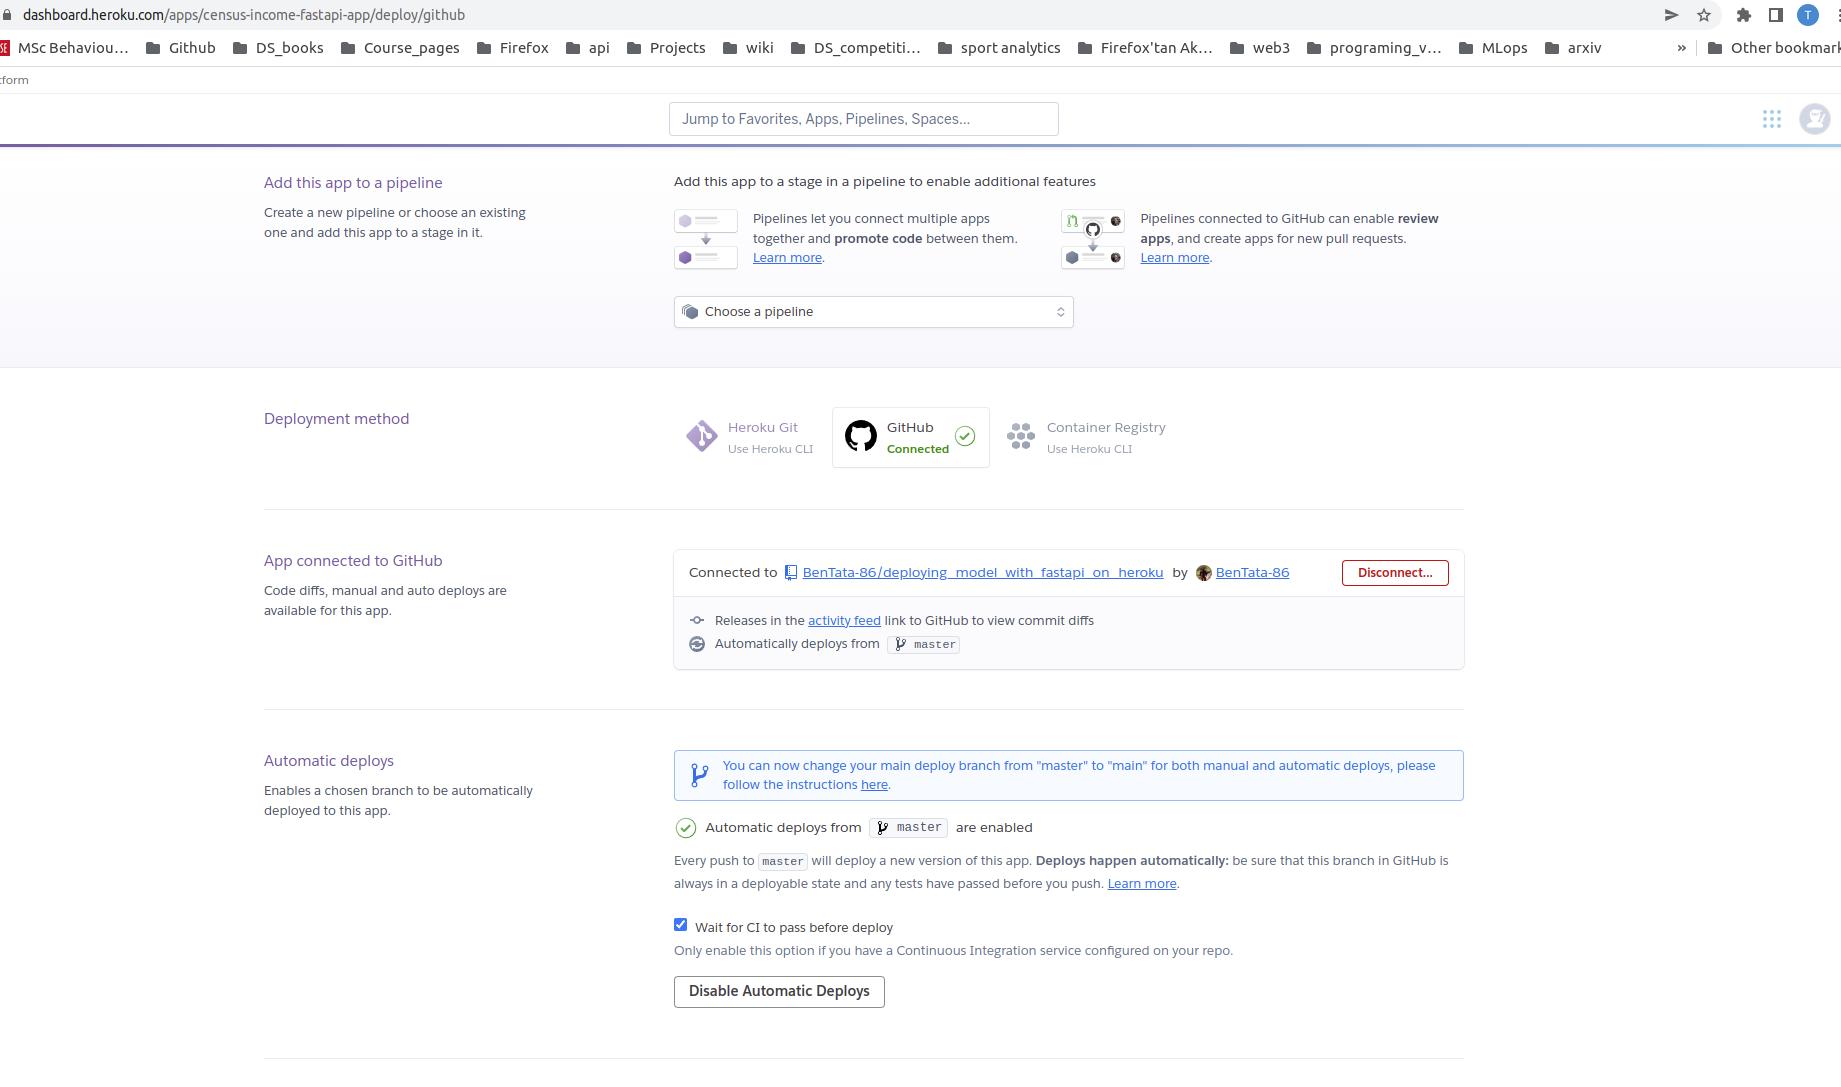 dashboard.heroku.com/apps/census-income-fastapi-app/deploy/github
T
MSc Behaviou... Github DS_books Course_pages Firefox api Projects wiki DS_competiti... sport analytics Firefox'tan Ak... web3 programing_v... MLops arxiv » Other bookmark
tform
Jump to Favorites, Apps, Pipelines, Spaces...
Add this app to a pipeline
Create a new pipeline or choose an existing
one and add this app to a stage in it.
Add this app to a stage in a pipeline to enable additional features
Pipelines let you connect multiple apps
together and promote code between them.
Learn more.
Pipelines connected to GitHub can enable review
apps, and create apps for new pull requests.
Learn more.
Choose a pipeline
Deployment method
Heroku Git
Use Heroku CLI
GitHub
Connected
Container Registry
Use Heroku CLI
App connected to GitHub
Code diffs, manual and auto deploys are
available for this app.
Connected to BenTata-86/deploying_model_with_fastapi_on_heroku by BenTata-86
Disconnect...
Releases in the activity feed link to GitHub to view commit diffs
Automatically deploys from master
Automatic deploys
Enables a chosen branch to be automatically
deployed to this app.
You can now change your main deploy branch from "master" to "main" for both manual and automatic deploys, please
follow the instructions here.
Automatic deploys from master are enabled
Every push to master will deploy a new version of this app. Deploys happen automatically: be sure that this branch in GitHub is
always in a deployable state and any tests have passed before you push. Learn more.
Wait for CI to pass before deploy
Only enable this option if you have a Continuous Integration service configured on your repo.
Disable Automatic Deploys